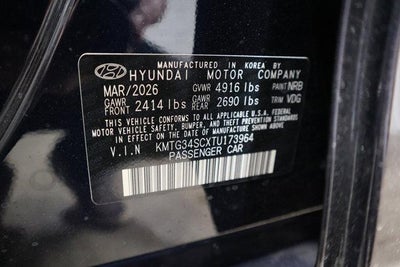 MANUFACTURED IN KOREA BY
HYUNDAI MOTOR COMPANY
MAR/2026 GVWR 4916 lbs PAINT NRB
GAWR FRONT 2414 lbs GAWR REAR 2690 lbs TRIM VDG
THIS VEHICLE CONFORMS TO ALL APPLICABLE U.S.A. FEDERAL
MOTOR VEHICLE SAFETY, BUMPER, AND THEFT PREVENTION STANDARDS
IN EFFECT ON THE DATE OF MANUFACTURE SHOWN ABOVE.
V.I.N KMTG34SCXTU173964
PASSENGER CAR